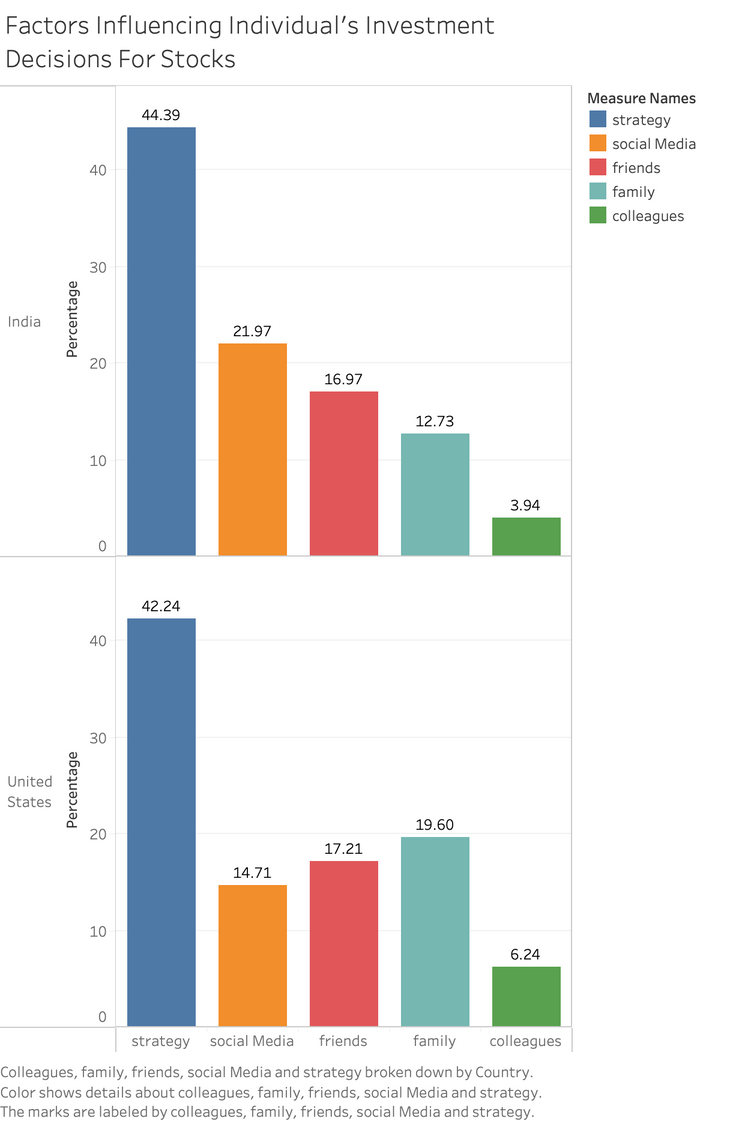 Factors Influencing Individual’s Investment
Decisions For Stocks
Measure Names
strategy
social Media
friends
family
colleagues
India
Percentage
40
30
20
10
0
44.39
21.97
16.97
12.73
3.94
United
States
Percentage
40
30
20
10
0
42.24
14.71
17.21
19.60
6.24
strategy social Media friends family colleagues
Colleagues, family, friends, social Media and strategy broken down by Country.
Color shows details about colleagues, family, friends, social Media and strategy.
The marks are labeled by colleagues, family, friends, social Media and strategy.